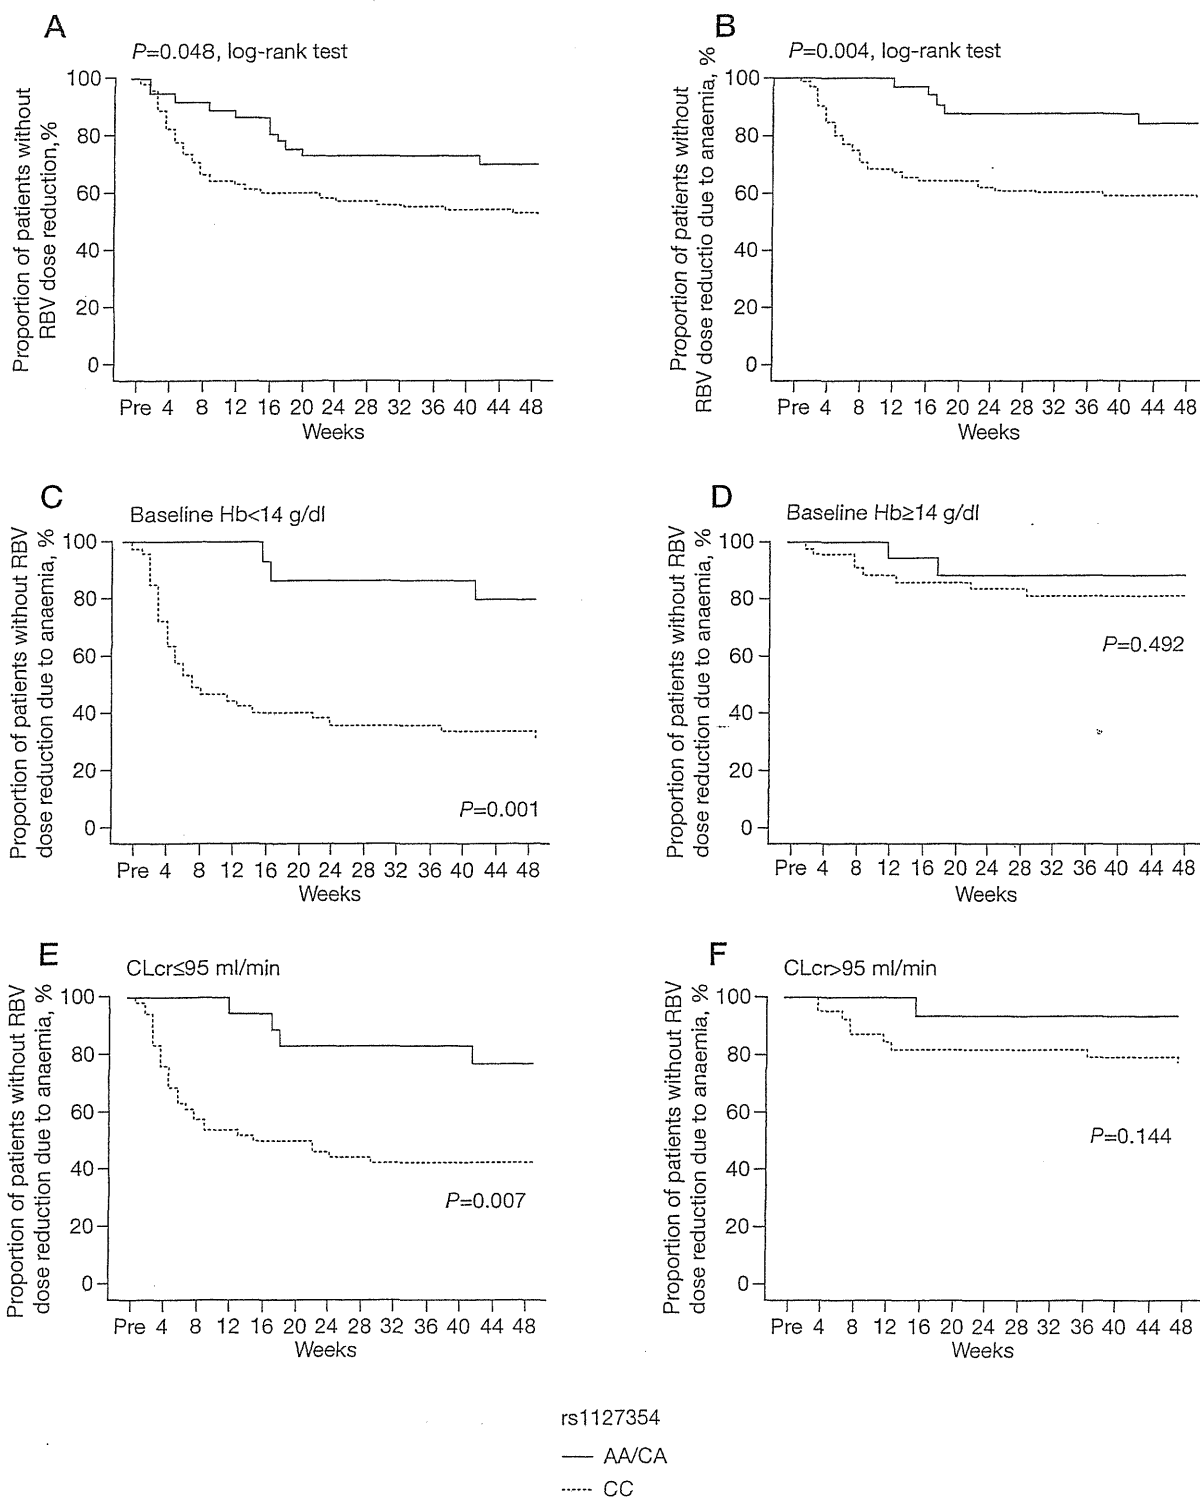 A
P=0.048, log-rank test
Proportion of patients without
RBV dose reduction,%
100
80
60
40
20
0
Pre 4 8 12 16 20 24 28 32 36 40 44 48
Weeks
B
P=0.004, log-rank test
Proportion of patients without
RBV dose reductio due to anaemia, %
100
80
60
40
20
0
Pre 4 8 12 16 20 24 28 32 36 40 44 48
Weeks
C
Baseline Hb<14 g/dl
Proportion of patients without RBV
dose reduction due to anaemia, %
100
80
60
40
20
0
P=0.001
Pre 4 8 12 16 20 24 28 32 36 40 44 48
Weeks
D
Baseline Hb≥14 g/dl
Proportion of patients without RBV
dose reduction due to anaemia, %
100
80
60
40
20
0
P=0.492
Pre 4 8 12 16 20 24 28 32 36 40 44 48
Weeks
E
CLcr≤95 ml/min
Proportion of patients without RBV
dose reduction due to anaemia, %
100
80
60
40
20
0
P=0.007
Pre 4 8 12 16 20 24 28 32 36 40 44 48
Weeks
F
CLcr>95 ml/min
Proportion of patients without RBV
dose reduction due to anaemia, %
100
80
60
40
20
0
P=0.144
Pre 4 8 12 16 20 24 28 32 36 40 44 48
Weeks
rs1127354
AA/CA
CC